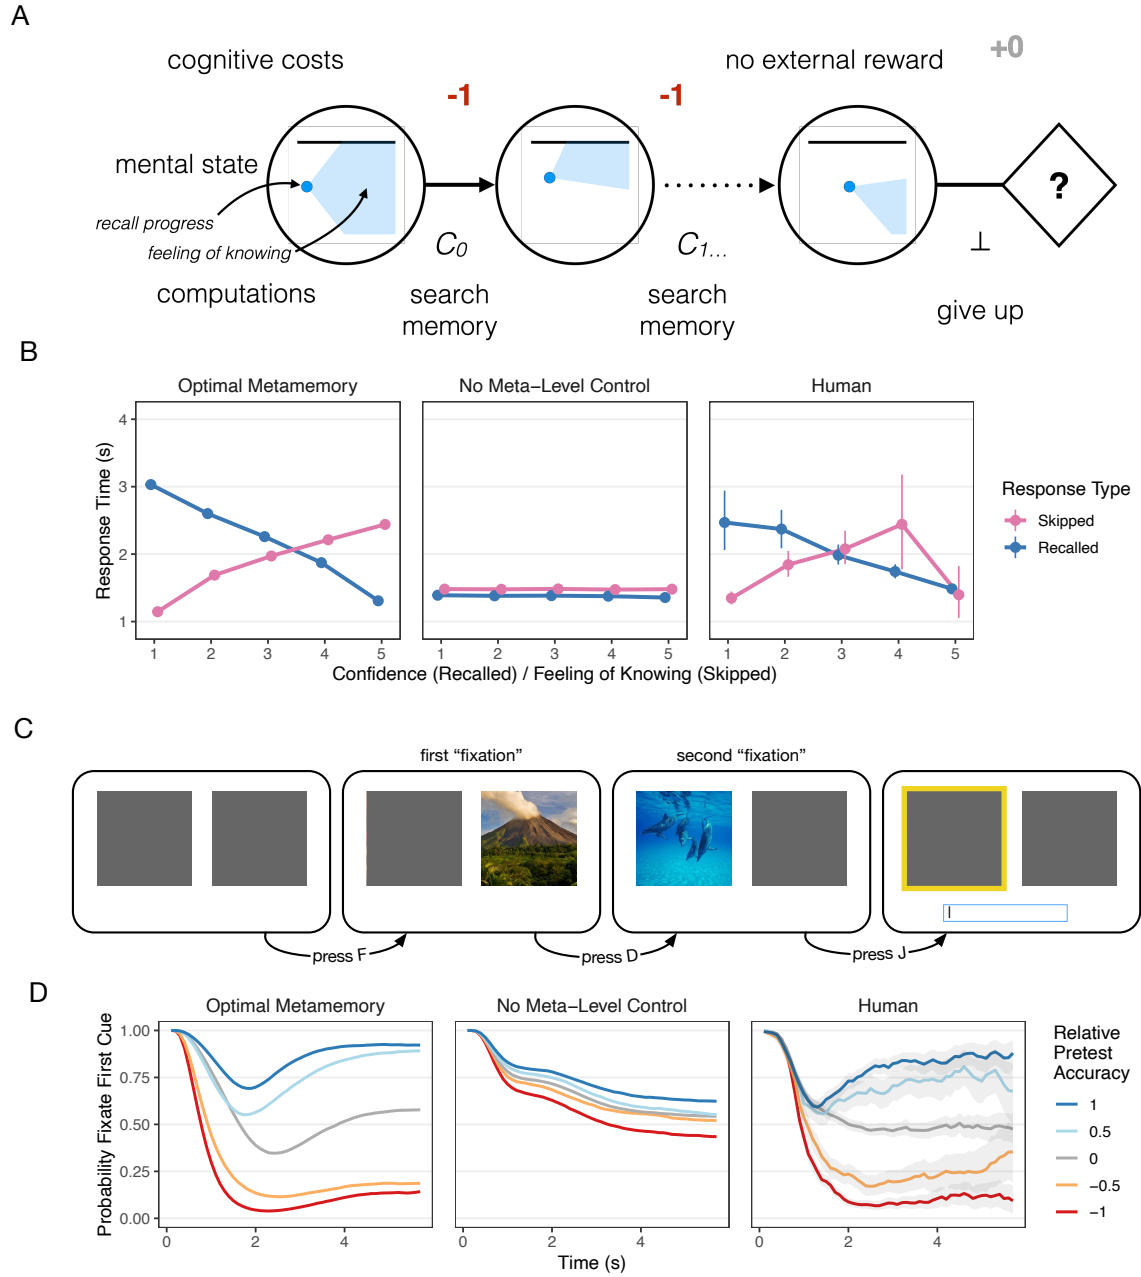 A
cognitive costs
no external reward
+0
-1
-1
mental state
recall progress
feeling of knowing
?
C0
C1...
⊥
computations
search
memory
search
memory
give up
B
Optimal Metamemory
No Meta−Level Control
Human
Response Time (s)
4
3
2
1
1 2 3 4 5
1 2 3 4 5
1 2 3 4 5
Confidence (Recalled) / Feeling of Knowing (Skipped)
Response Type
Skipped
Recalled
C
first “fixation”
second “fixation”
press F
press D
press J
D
Optimal Metamemory
No Meta−Level Control
Human
Probability Fixate First Cue
1.00
0.75
0.50
0.25
0.00
0 2 4
0 2 4
0 2 4
Time (s)
Relative
Pretest
Accuracy
1
0.5
0
−0.5
−1